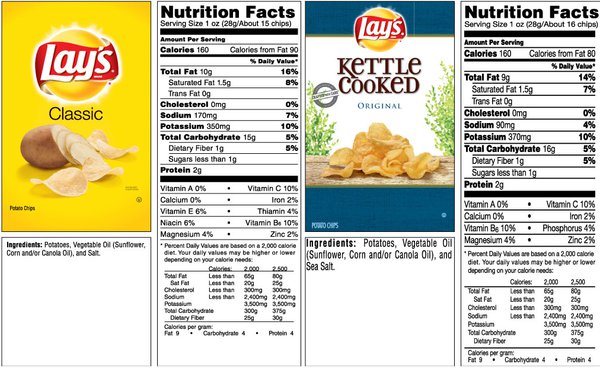 Lay's
Classic
Potato Chips
Ingredients: Potatoes, Vegetable Oil (Sunflower,
Corn and/or Canola Oil), and Salt.
Nutrition Facts
Serving Size 1 oz (28g/About 15 chips)
Amount Per Serving
Calories 160 Calories from Fat 90
% Daily Value*
Total Fat 10g 16%
Saturated Fat 1.5g 8%
Trans Fat 0g
Cholesterol 0mg 0%
Sodium 170mg 7%
Potassium 350mg 10%
Total Carbohydrate 15g 5%
Dietary Fiber 1g 5%
Sugars less than 1g
Protein 2g
Vitamin A 0% • Vitamin C 10%
Calcium 0% • Iron 2%
Vitamin E 6% • Thiamin 4%
Niacin 6% • Vitamin B6 10%
Magnesium 4% • Zinc 2%
* Percent Daily Values are based on a 2,000 calorie
diet. Your daily values may be higher or lower
depending on your calorie needs:
Calories: 2,000 2,500
Total Fat Less than 65g 80g
Sat Fat Less than 20g 25g
Cholesterol Less than 300mg 300mg
Sodium Less than 2,400mg 2,400mg
Potassium 3,500mg 3,500mg
Total Carbohydrate 300g 375g
Dietary Fiber 25g 30g
Calories per gram:
Fat 9 • Carbohydrate 4 • Protein 4
Lay's
KETTLE
COOKED
ORIGINAL
POTATO CHIPS
Ingredients: Potatoes, Vegetable Oil
(Sunflower, Corn and/or Canola Oil), and
Sea Salt.
Nutrition Facts
Serving Size 1 oz (28g/About 16 chips)
Amount Per Serving
Calories 160 Calories from Fat 80
% Daily Value*
Total Fat 9g 14%
Saturated Fat 1.5g 7%
Trans Fat 0g
Cholesterol 0mg 0%
Sodium 90mg 4%
Potassium 370mg 10%
Total Carbohydrate 16g 5%
Dietary Fiber 1g 5%
Sugars less than 1g
Protein 2g
Vitamin A 0% • Vitamin C 10%
Calcium 0% • Iron 2%
Vitamin B6 10% • Phosphorus 4%
Magnesium 4% • Zinc 2%
* Percent Daily Values are based on a 2,000 calorie
diet. Your daily values may be higher or lower
depending on your calorie needs:
Calories: 2,000 2,500
Total Fat Less than 65g 80g
Sat Fat Less than 20g 25g
Cholesterol Less than 300mg 300mg
Sodium Less than 2,400mg 2,400mg
Potassium 3,500mg 3,500mg
Total Carbohydrate 300g 375g
Dietary Fiber 25g 30g
Calories per gram:
Fat 9 • Carbohydrate 4 • Protein 4